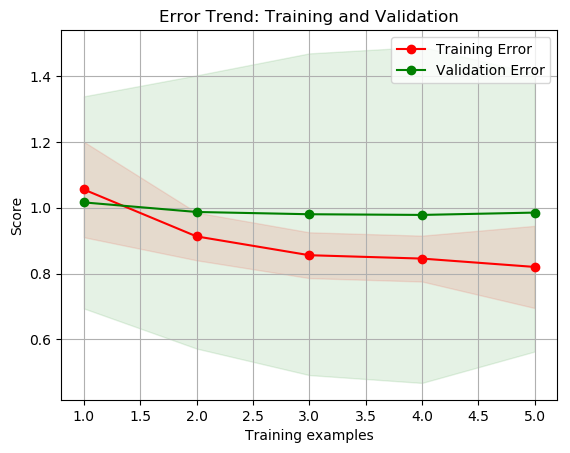 Error Trend: Training and Validation
Training Error
Validation Error
Score
1.4
1.2
1.0
0.8
0.6
1.0 1.5 2.0 2.5 3.0 3.5 4.0 4.5 5.0
Training examples